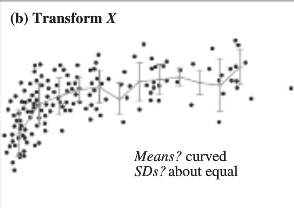 (b) Transform X
Means? curved
SDs? about equal